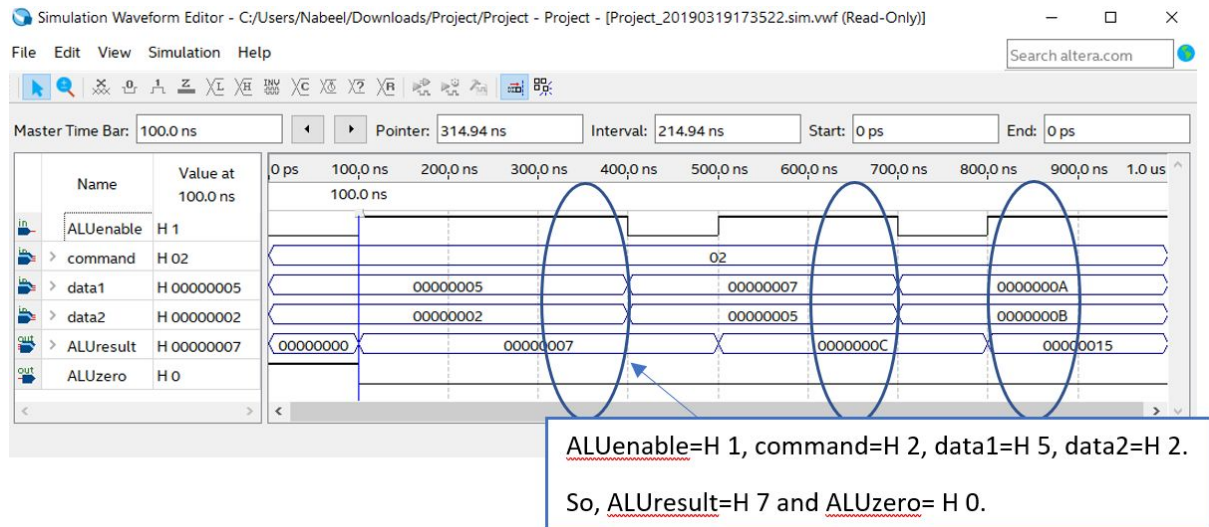 Simulation Waveform Editor - C:/Users/Nabeel/Downloads/Project/Project - Project - [Project_20190319173522.sim.vwf (Read-Only)]
File Edit View Simulation Help
Search altera.com
Master Time Bar: 100.0 ns Pointer: 314.94 ns Interval: 214.94 ns Start: 0 ps End: 0 ps
Name Value at 100.0 ns
0 ps 100.0 ns 200.0 ns 300.0 ns 400.0 ns 500.0 ns 600.0 ns 700.0 ns 800.0 ns 900.0 ns 1.0 us
100.0 ns
ALUenable H 1
command H 02 02
data1 H 00000005 00000005 00000007 0000000A
data2 H 00000002 00000002 00000005 0000000B
ALUresult H 00000007 00000000 00000007 0000000C 00000015
ALUzero H 0
ALUenable=H 1, command=H 2, data1=H 5, data2=H 2.
So, ALUresult=H 7 and ALUzero= H 0.